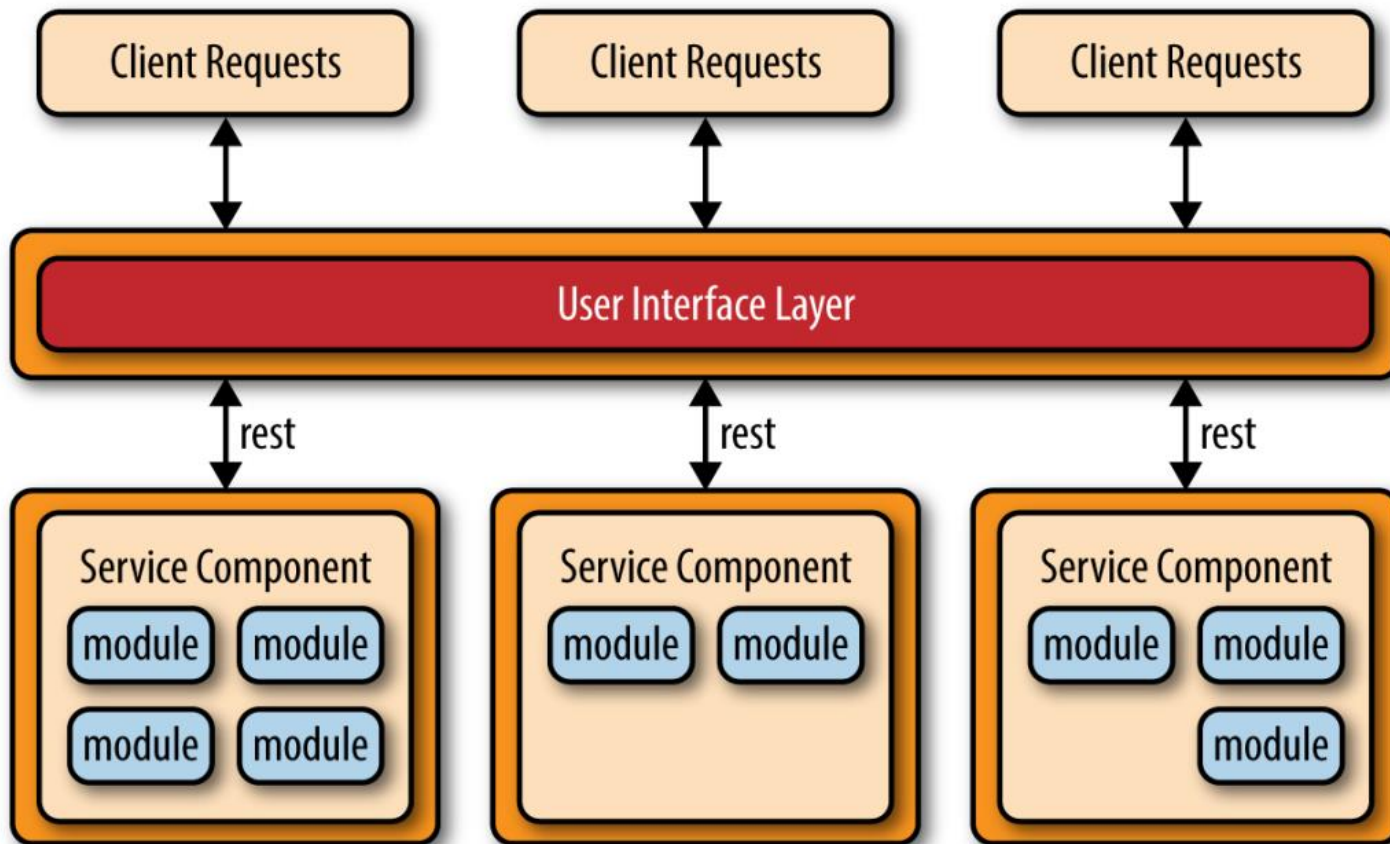 Client Requests
Client Requests
Client Requests
User Interface Layer
rest
rest
rest
Service Component
module
module
module
module
Service Component
module
module
Service Component
module
module
module